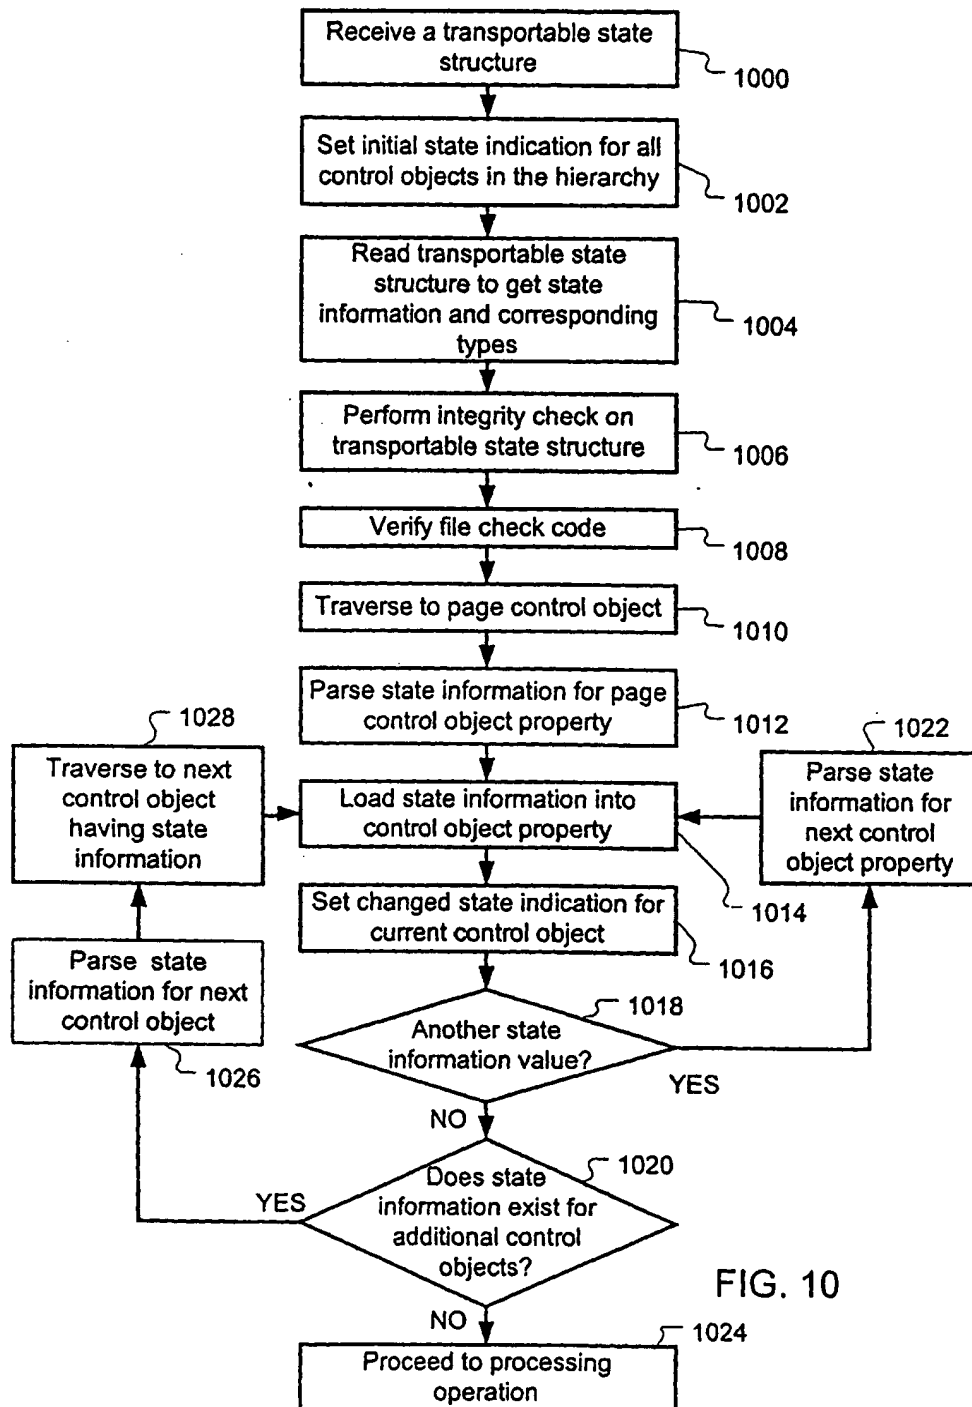 Receive a transportable state
structure
1000
Set initial state indication for all
control objects in the hierarchy
1002
Read transportable state
structure to get state
information and corresponding
types
1004
Perform integrity check on
transportable state structure
1006
Verify file check code
1008
Traverse to page control object
1010
Parse state information for page
control object property
1012
1028
Traverse to next
control object
having state
information
Load state information into
control object property
1014
1022
Parse state
information for
next control
object property
Set changed state indication for
current control object
1016
Parse state
information for next
control object
1026
1018
Another state
information value?
YES
NO
1020
Does state
information exist for
additional control
objects?
YES
NO
FIG. 10
1024
Proceed to processing
operation